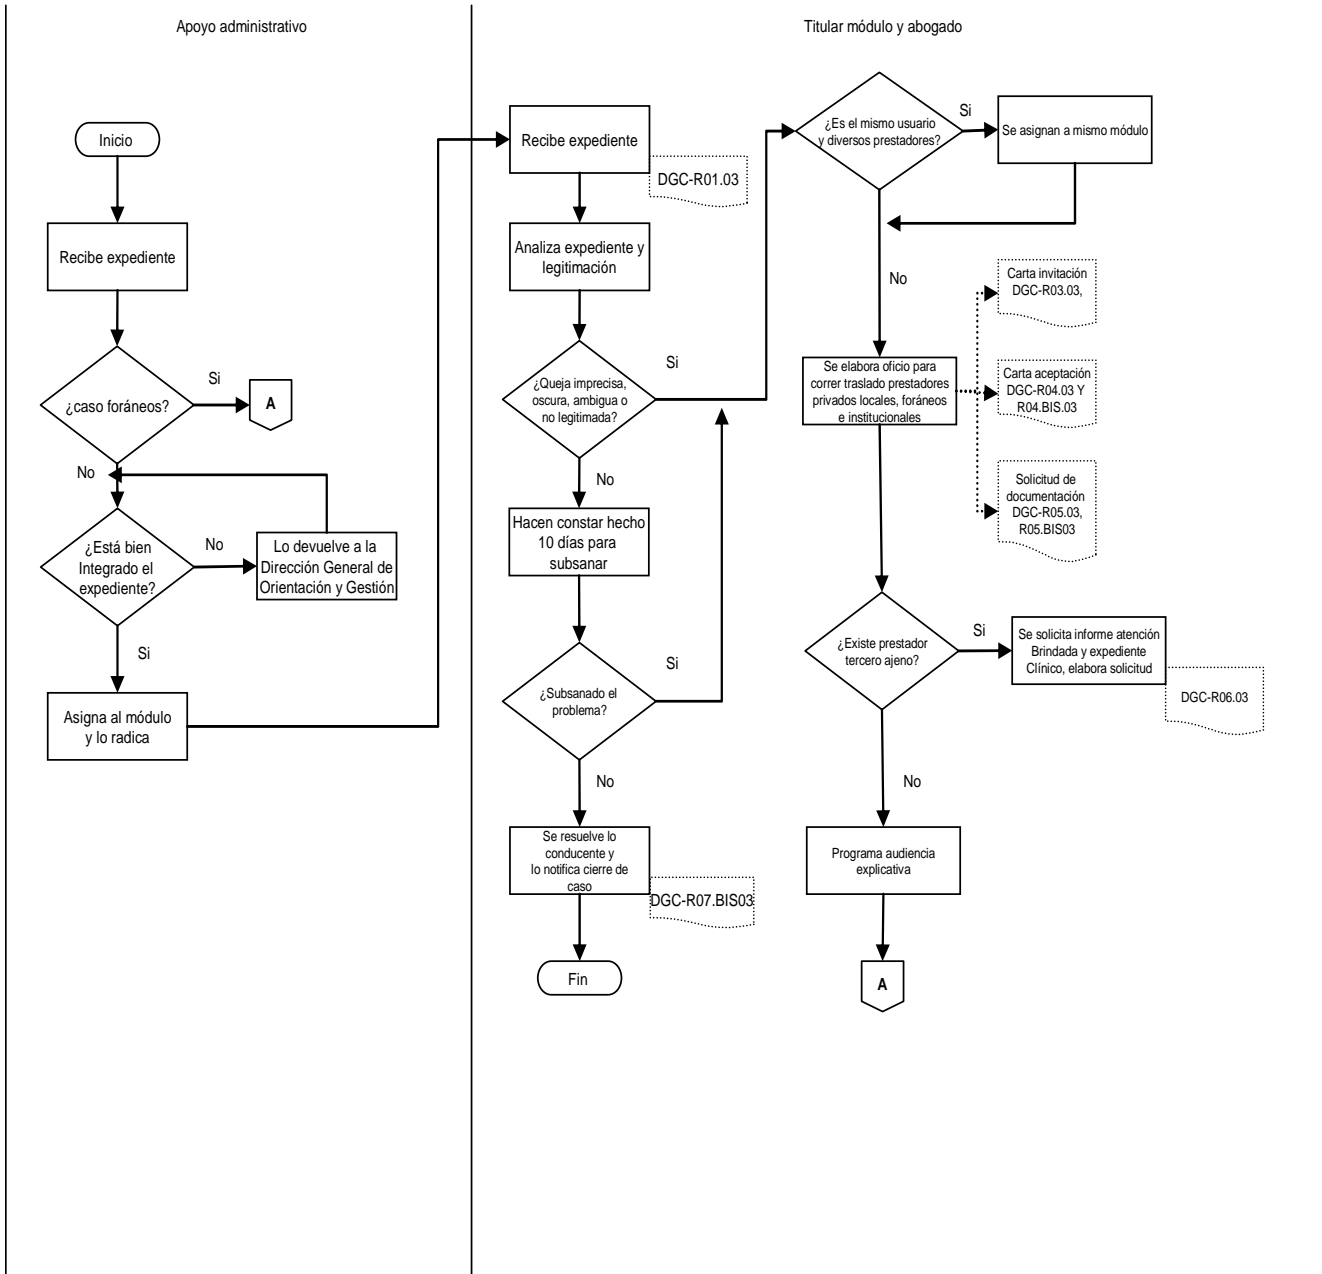 Apoyo administrativo
Inicio
Recibe expediente
¿caso foráneos?
Si
A
No
¿Está bien
Integrado el
expediente?
No
Lo devuelve a la
Dirección General de
Orientación y Gestión
Si
Asigna al módulo
y lo radica
Titular módulo y abogado
Recibe expediente
DGC-R01.03
Analiza expediente y
legitimación
¿Queja imprecisa,
oscura, ambigua o
no legitimada?
Si
No
Hacen constar hecho
10 días para
subsanar
¿Subsanado el
problema?
Si
No
Se resuelve lo
conducente y
lo notifica cierre de
caso
DGC-R07.BIS03
Fin
¿Es el mismo usuario
y diversos prestadores?
Si
Se asignan a mismo módulo
No
Se elabora oficio para
correr traslado prestadores
privados locales, foráneos
e institucionales
Carta invitación
DGC-R03.03,
Carta aceptación
DGC-R04.03 Y
R04.BIS.03
Solicitud de
documentación
DGC-R05.03,
R05.BIS03
¿Existe prestador
tercero ajeno?
Si
Se solicita informe atención
Brindada y expediente
Clínico, elabora solicitud
DGC-R06.03
No
Programa audiencia
explicativa
A